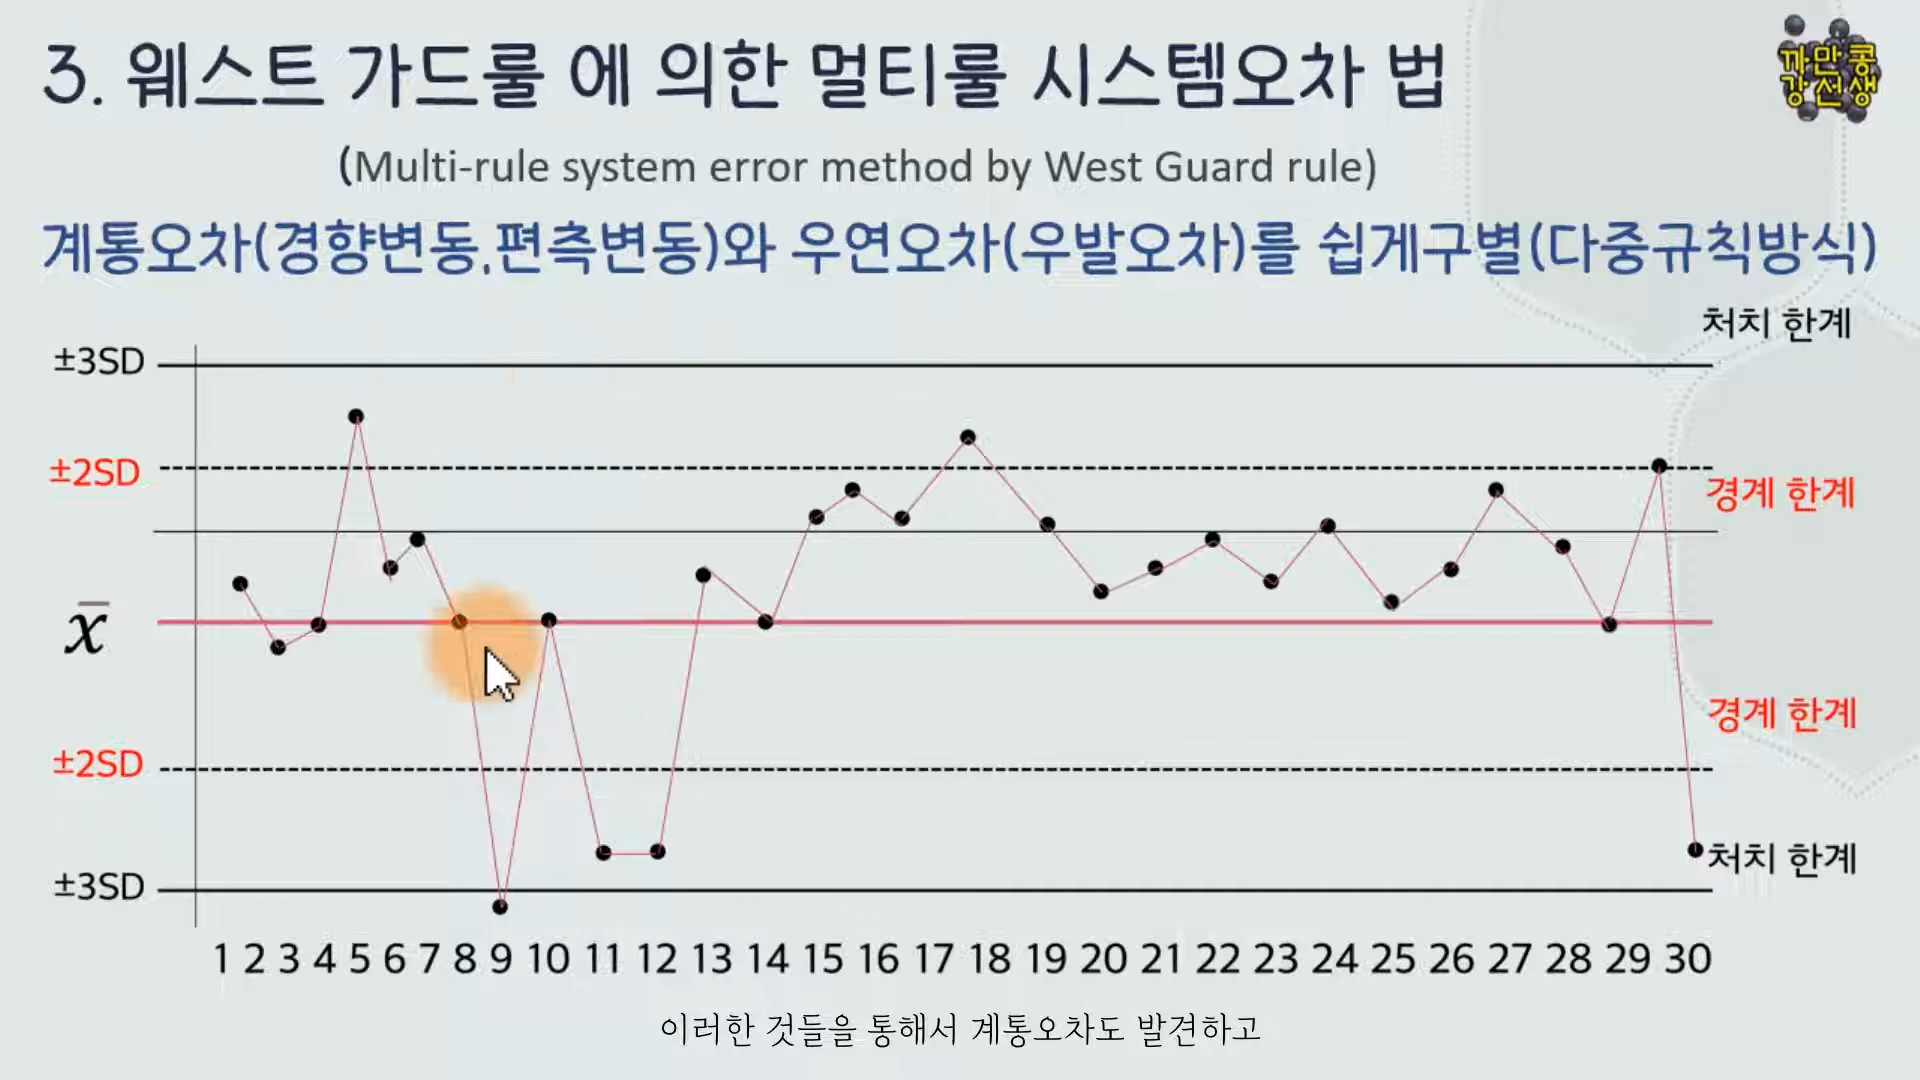 3. 웨스트 가드룰 에 의한 멀티룰 시스템오차 법
까만콩
강선생
(Multi-rule system error method by West Guard rule)
계통오차(경향변동,편측변동)와 우연오차(우발오차)를 쉽게구별(다중규칙방식)
처치 한계
±3SD
±2SD
경계 한계
x̄
경계 한계
±2SD
처치 한계
±3SD
1 2 3 4 5 6 7 8 9 10 11 12 13 14 15 16 17 18 19 20 21 22 23 24 25 26 27 28 29 30
이러한 것들을 통해서 계통오차도 발견하고